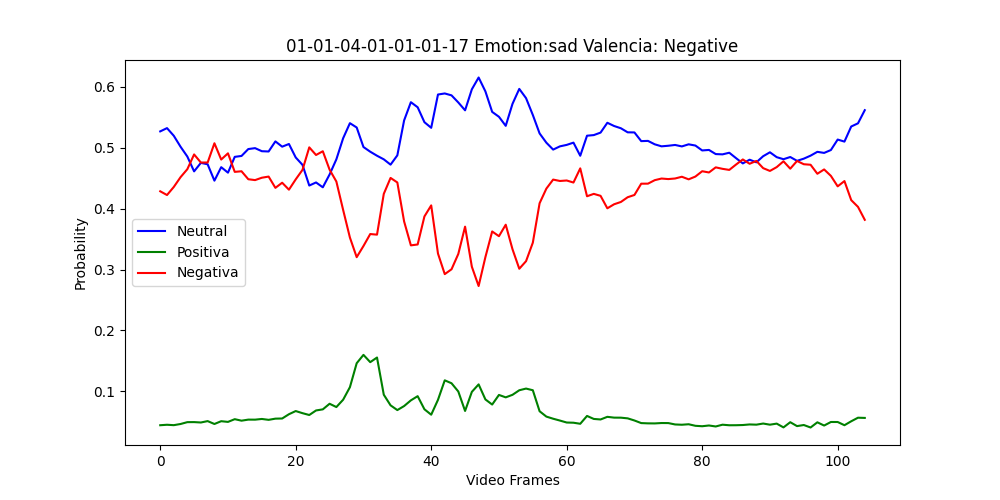 01-01-04-01-01-01-17 Emotion:sad Valencia: Negative
Probability
0.6
0.5
0.4
0.3
0.2
0.1
Neutral
Positiva
Negativa
0 20 40 60 80 100
Video Frames